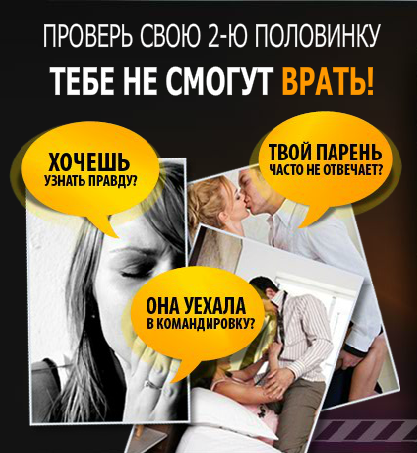 ПРОВЕРЬ СВОЮ 2-Ю ПОЛОВИНКУ
ТЕБЕ НЕ СМОГУТ ВРАТЬ!
ХОЧЕШЬ
УЗНАТЬ ПРАВДУ?
ТВОЙ ПАРЕНЬ
ЧАСТО НЕ ОТВЕЧАЕТ?
ОНА УЕХАЛА
В КОМАНДИРОВКУ?